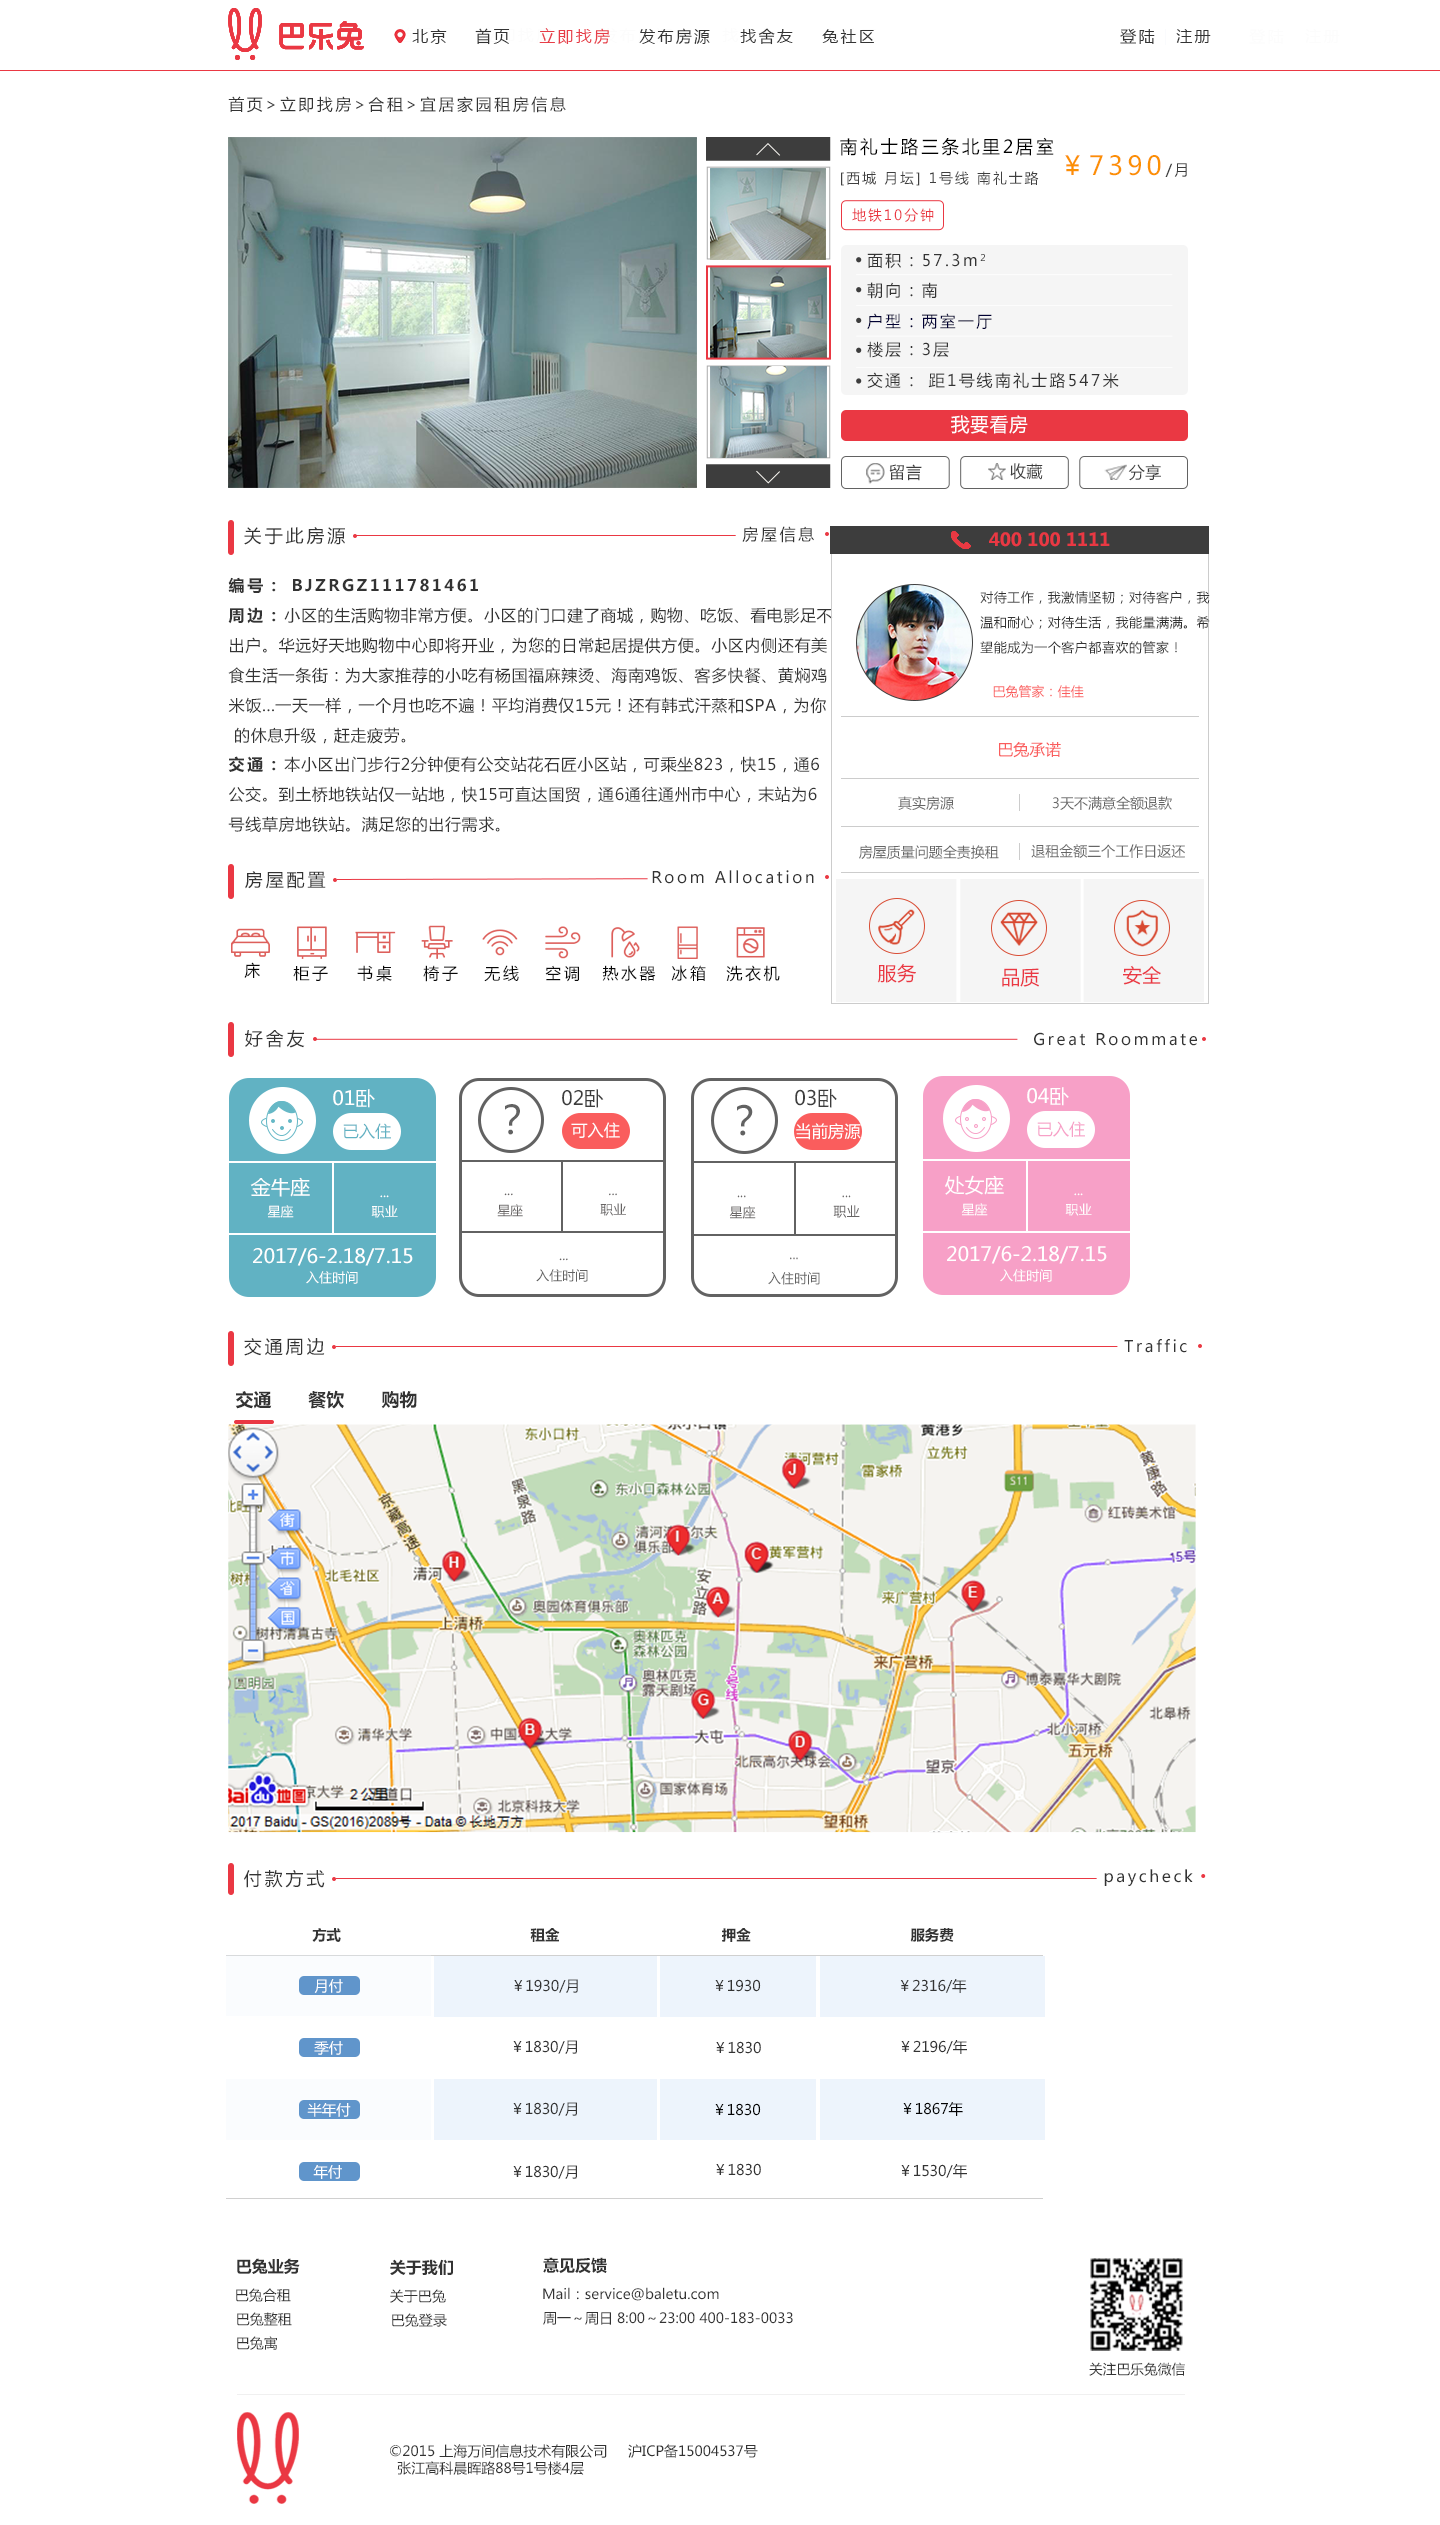 巴乐兔 北京 首页 立即找房 发布房源 找舍友 兔社区 登陆 注册
首页>立即找房>合租>宜居家园租房信息
南礼士路三条北里2居室
¥7390/月
[西城 月坛] 1号线 南礼士路
地铁10分钟
•面积：57.3m²
•朝向：南
•户型：两室一厅
•楼层：3层
•交通： 距1号线南礼士路547米
我要看房
留言 收藏 分享
关于此房源 房屋信息
编号： BJZRGZ111781461
周边：小区的生活购物非常方便。小区的门口建了商城，购物、吃饭、看电影足不
出户。华远好天地购物中心即将开业，为您的日常起居提供方便。小区内侧还有美
食生活一条街：为大家推荐的小吃有杨国福麻辣烫、海南鸡饭、客多快餐、黄焖鸡
米饭...一天一样，一个月也吃不遍！平均消费仅15元！还有韩式汗蒸和SPA，为你
的休息升级，赶走疲劳。
交通：本小区出门步行2分钟便有公交站花石匠小区站，可乘坐823，快15，通6
公交。到土桥地铁站仅一站地，快15可直达国贸，通6通往通州市中心，末站为6
号线草房地铁站。满足您的出行需求。
400 100 1111
对待工作，我激情坚韧；对待客户，我
温和耐心；对待生活，我能量满满。希
望能成为一个客户都喜欢的管家！
巴兔管家：佳佳
巴兔承诺
真实房源 3天不满意全额退款
房屋质量问题全责换租 退租金额三个工作日返还
服务 品质 安全
房屋配置 Room Allocation
床 柜子 书桌 椅子 无线 空调 热水器 冰箱 洗衣机
好舍友 Great Roommate
01卧 已入住
金牛座 ...
星座 职业
2017/6-2.18/7.15
入住时间
? 02卧 可入住
... ...
星座 职业
...
入住时间
? 03卧 当前房源
... ...
星座 职业
...
入住时间
04卧 已入住
处女座 ...
星座 职业
2017/6-2.18/7.15
入住时间
交通周边 Traffic
交通 餐饮 购物
东小口村
黄港乡
立先村
清河营村
雷家桥
S11
黄康路
东小口森林公园
黑泉路
京藏高速
红砖美术馆
街
市
省
国
J
I
C
H
A
E
G
B
D
黄军营村
15号
清河
北毛社区
安立路
来广营村
奥园体育俱乐部
上清桥
树村清真古寺
奥林匹克
森林公园
来广营桥
5号线
奥林匹克
露天剧场
博泰嘉华大剧院
圆明园
北皋桥
清华大学
大屯
北小河桥
北辰高尔夫球会
望京
五元桥
国家体育场
2 公里
北京科技大学
望和桥
Bai 地图
2017 Baidu - GS(2016)2089号 - Data © 长地万方
付款方式 paycheck
方式 租金 押金 服务费
月付 ¥1930/月 ¥1930 ¥2316/年
季付 ¥1830/月 ¥1830 ¥2196/年
半年付 ¥1830/月 ¥1830 ¥1867年
年付 ¥1830/月 ¥1830 ¥1530/年
巴兔业务 关于我们 意见反馈
巴兔合租 关于巴兔 Mail：service@baletu.com
巴兔整租 巴兔登录 周一～周日 8:00～23:00 400-183-0033
巴兔寓
关注巴乐兔微信
©2015 上海万间信息技术有限公司 沪ICP备15004537号
张江高科晨晖路88号1号楼4层